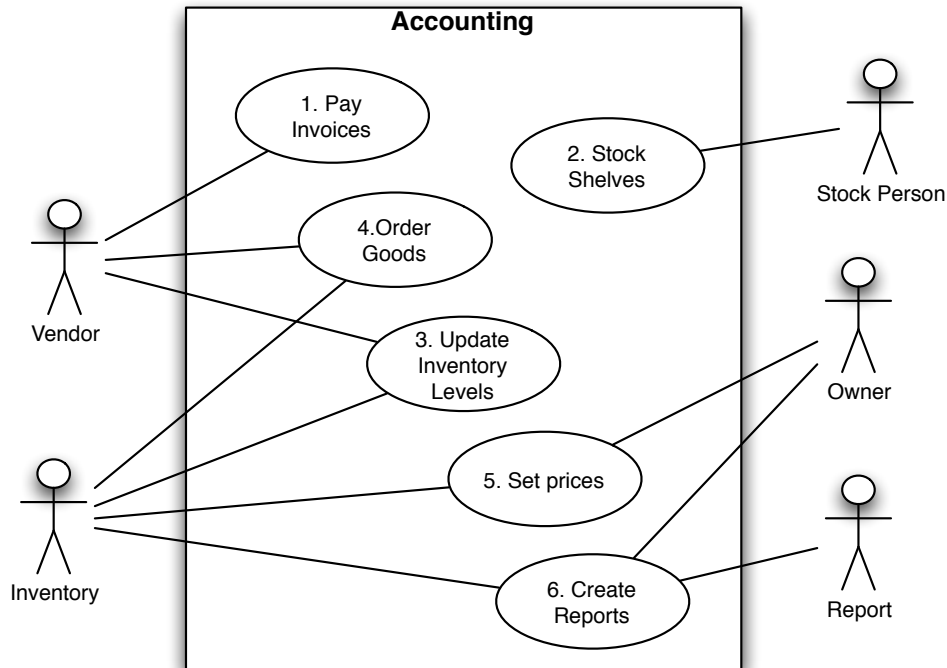 Accounting
1. Pay
Invoices
2. Stock
Shelves
Stock Person
4.Order
Goods
Vendor
3. Update
Inventory
Levels
Owner
5. Set prices
Inventory
6. Create
Reports
Report